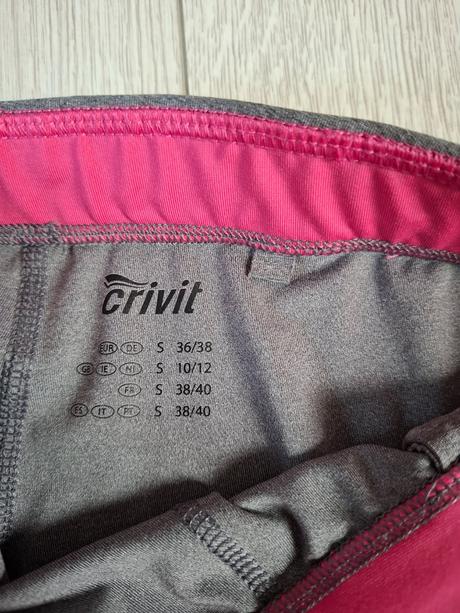 crivit
EUR DE S 36/38
GB IE NI S 10/12
FR S 38/40
ES IT PT S 38/40